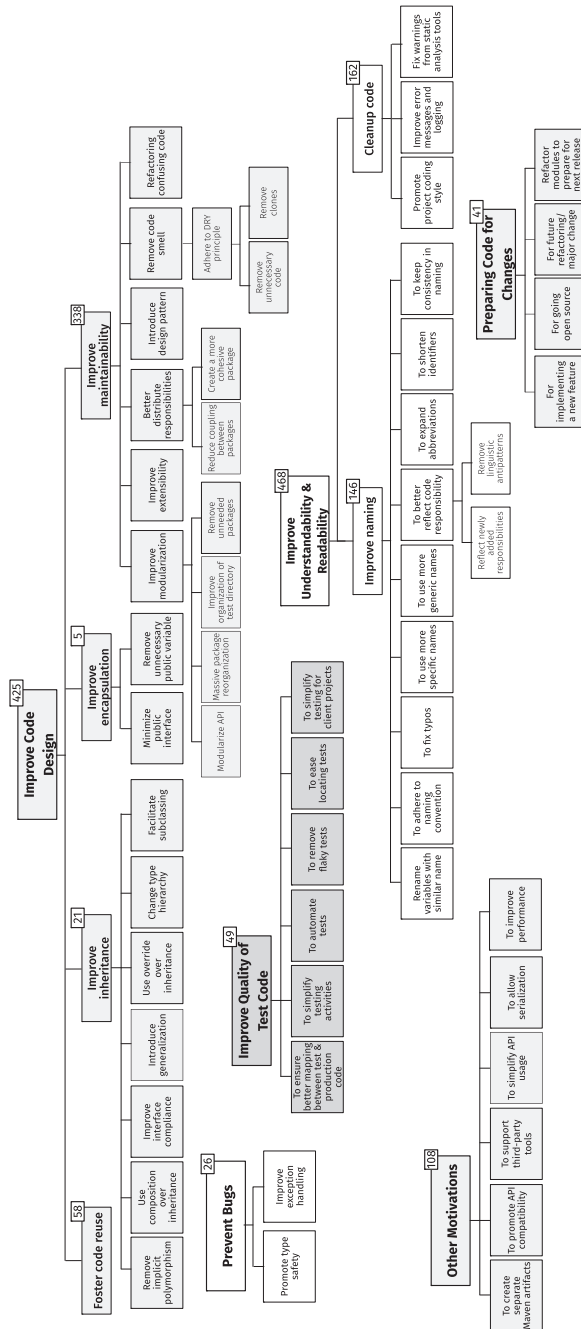 425
Improve Code
Design
58
Foster code reuse
21
Improve
inheritance
5
Improve
encapsulation
338
Improve
maintainability
Remove
implicit
polymorphism
Use
composition
over
inheritance
Improve
interface
compliance
Introduce
generalization
Use override
over
inheritance
Change type
hierarchy
Facilitate
subclassing
Minimize
public
interface
Remove
unnecessary
public variable
Improve
modularization
Improve
extensibility
Better
distribute
responsibilities
Introduce
design pattern
Remove code
smell
Refactoring
confusing code
Modularize API
Massive package
reorganization
Improve
organization of
test directory
Remove
unneeded
packages
Reduce coupling
between
packages
Create a more
cohesive
package
Adhere to DRY
principle
Remove
unnecessary
code
Remove
clones
26
Prevent Bugs
Promote type
safety
Improve
exception
handling
49
Improve Quality of
Test Code
To ensure
better mapping
between test &
production
code
To simplify
testing
activities
To automate
tests
To remove
flaky tests
To ease
locating tests
To simplify
testing for
client projects
468
Improve
Understandability &
Readability
146
Improve naming
162
Cleanup code
Rename
variables with
similar name
To adhere to
naming
convention
To fix typos
To use more
specific names
To use more
generic names
To better
reflect code
responsibility
To expand
abbreviations
To shorten
identifiers
To keep
consistency in
naming
Promote
project coding
style
Improve error
messages and
logging
Fix warnings
from static
analysis tools
Reflect newly
added
responsibilities
Remove
linguistic
antipatterns
108
Other Motivations
To create
separate
Maven artifacts
To promote API
compatibility
To support
third-party
tools
To simplify API
usage
To allow
serialization
To improve
performance
41
Preparing Code for
Changes
For
implementing
a new feature
For going
open source
For future
refactoring/
major change
Refactor
modules to
prepare for
next release